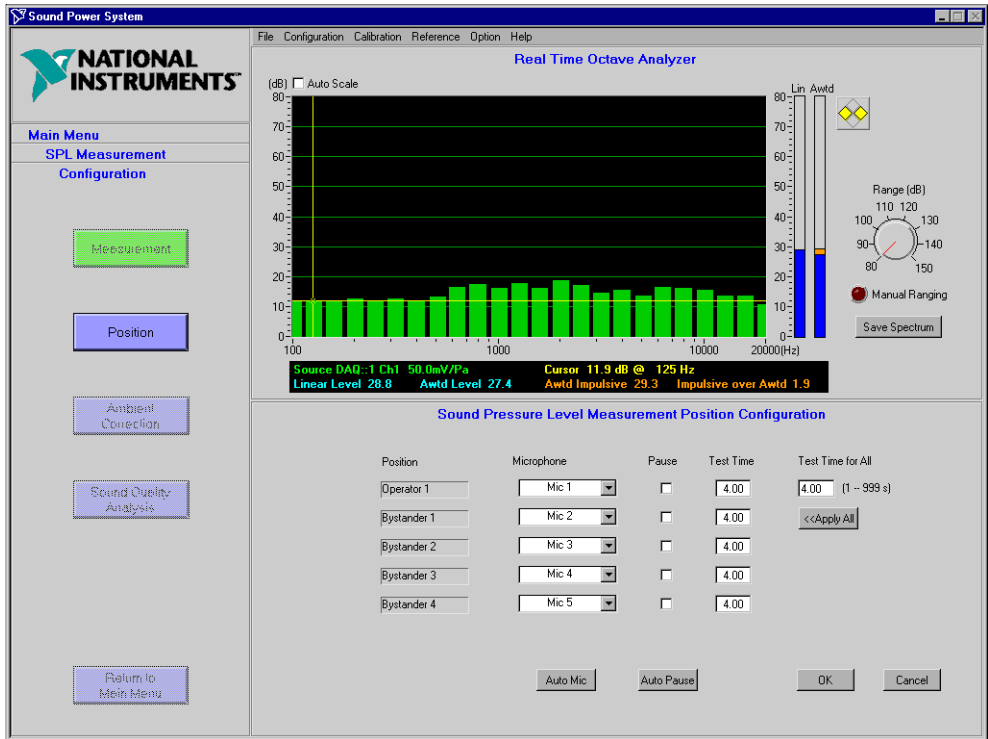 Sound Power System
NATIONAL
INSTRUMENTS™
Main Menu
SPL Measurement
Configuration
Measurement
Position
Ambient
Correction
Sound Quality
Analysis
Return to
Main Menu
File Configuration Calibration Reference Option Help
Real Time Octave Analyzer
(dB) Auto Scale
80
70
60
50
40
30
20
10
0
100 1000 10000 20000(Hz)
Lin Awtd
80
70
60
50
40
30
20
10
0
Range (dB)
110 120
100 130
90 140
80 150
Manual Ranging
Save Spectrum
Source DAQ::1 Ch1 50.0mV/Pa Cursor 11.9 dB @ 125 Hz
Linear Level 28.8 Awtd Level 27.4 Awtd Impulsive 29.3 Impulsive over Awtd 1.9
Sound Pressure Level Measurement Position Configuration
Position Microphone Pause Test Time Test Time for All
Operator 1 Mic 1 4.00 4.00 (1 -- 999 s)
Bystander 1 Mic 2 4.00 <<Apply All
Bystander 2 Mic 3 4.00
Bystander 3 Mic 4 4.00
Bystander 4 Mic 5 4.00
Auto Mic Auto Pause OK Cancel